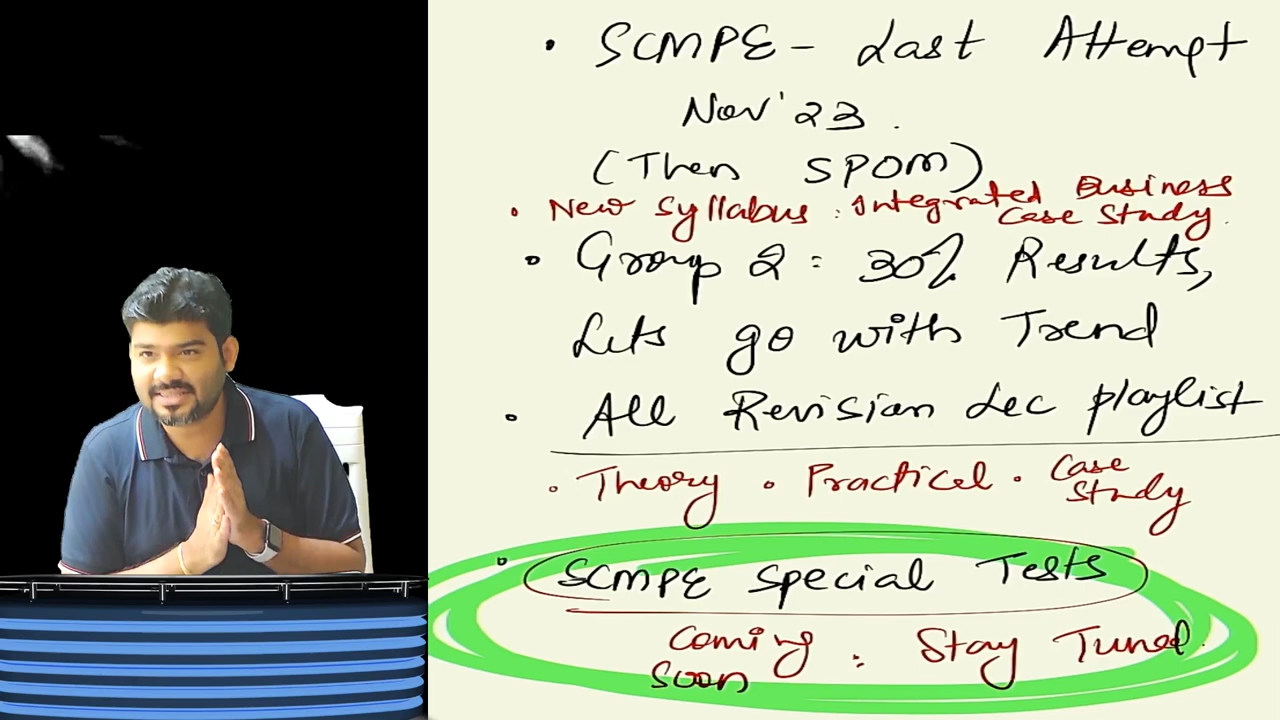 • SCMPE - Last Attempt
Nov'23.
(Then SPOM)
• New Syllabus : Integrated Business
Case Study.
• Group 2 : 30% Results,
Lets go with Trend
• All Revision Lec playlist
• Theory • Practical • Case
Study
• SCMPE Special Tests
Coming : Stay Tuned.
Soon